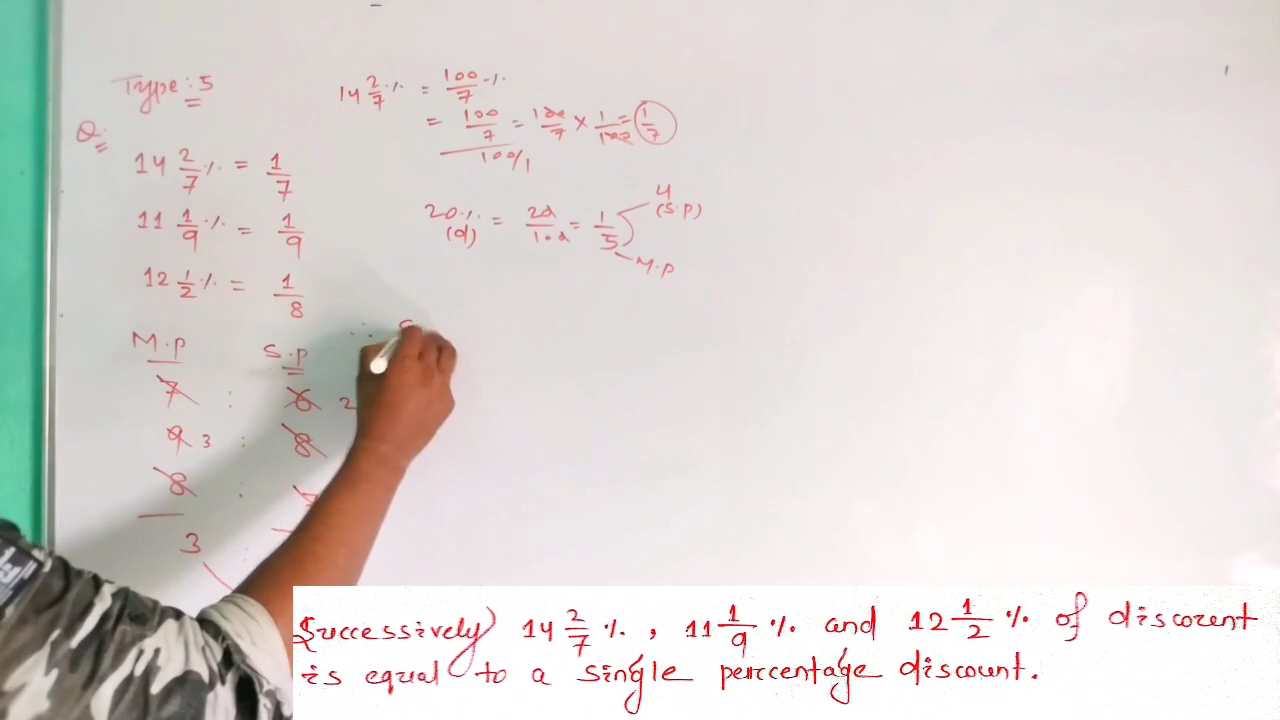 Type: 5
Q:
14 2/7 % = 1/7
11 1/9 % = 1/9
12 1/2 % = 1/8
M.P S.P
7 : 6 2
9 3 : 8
8 :
3
14 2/7 % = 100/7 %
= 100/7 / 100/1 = 100/7 × 1/100 = 1/7
20% (d) = 20/100 = 1/5
4 (S.P)
M.P
∴
Successively 14 2/7 %, 11 1/9 % and 12 1/2 % of discount
is equal to a single percentage discount.